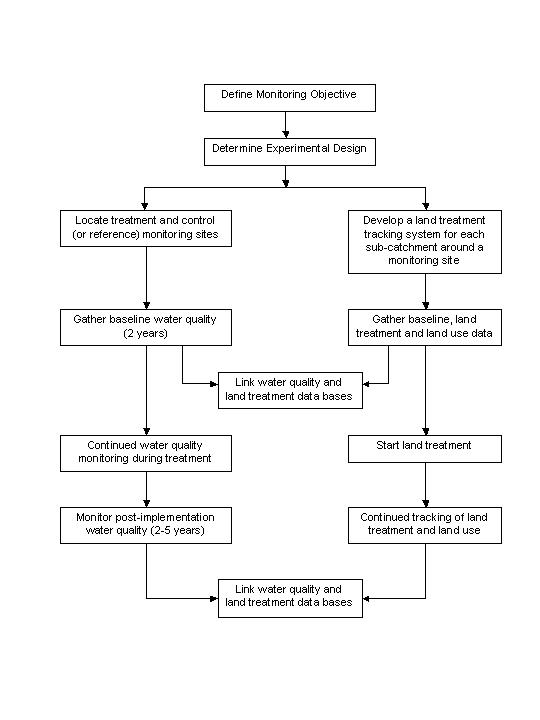 Define Monitoring Objective
Determine Experimental Design
Locate treatment and control
(or reference) monitoring sites
Develop a land treatment
tracking system for each
sub-catchment around a
monitoring site
Gather baseline water quality
(2 years)
Gather baseline, land
treatment and land use data
Link water quality and
land treatment data bases
Continued water quality
monitoring during treatment
Start land treatment
Monitor post-implementation
water quality (2-5 years)
Continued tracking of land
treatment and land use
Link water quality and
land treatment data bases